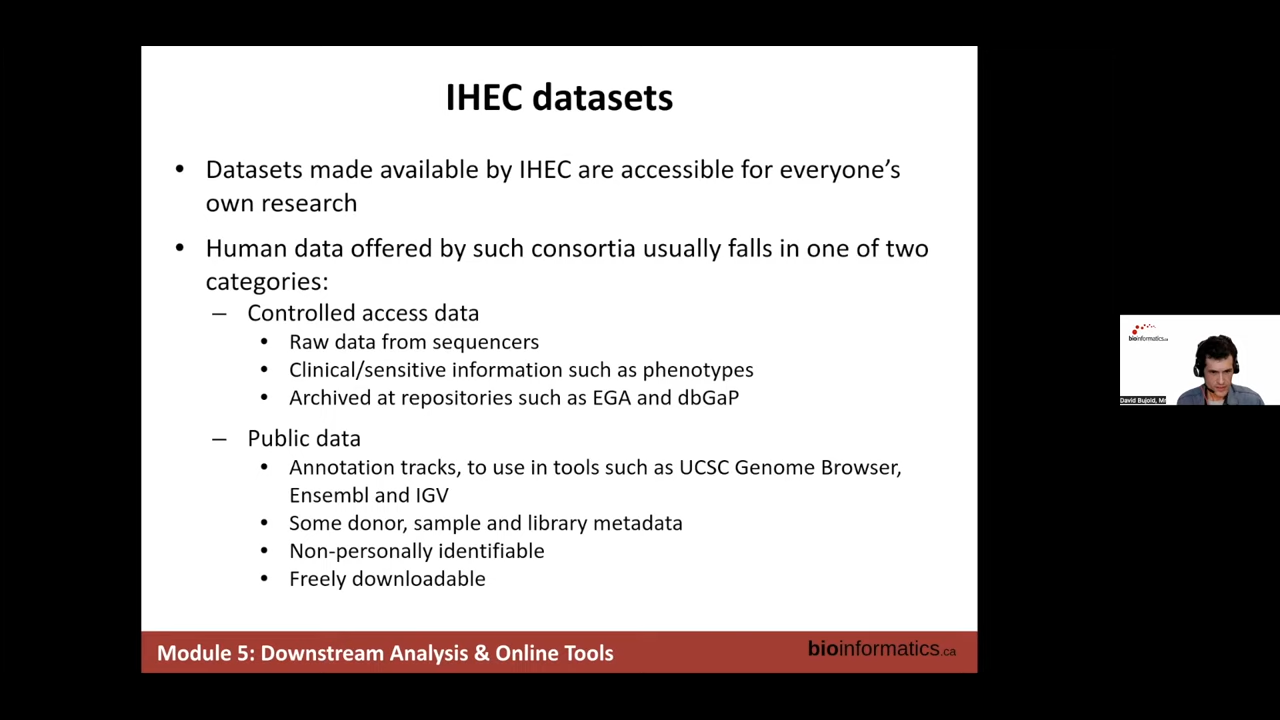 IHEC datasets
• Datasets made available by IHEC are accessible for everyone’s
own research
• Human data offered by such consortia usually falls in one of two
categories:
– Controlled access data
• Raw data from sequencers
• Clinical/sensitive information such as phenotypes
• Archived at repositories such as EGA and dbGaP
– Public data
• Annotation tracks, to use in tools such as UCSC Genome Browser,
Ensembl and IGV
• Some donor, sample and library metadata
• Non-personally identifiable
• Freely downloadable
Module 5: Downstream Analysis & Online Tools
bioinformatics.ca
bioinformatics.ca
David Bujold,